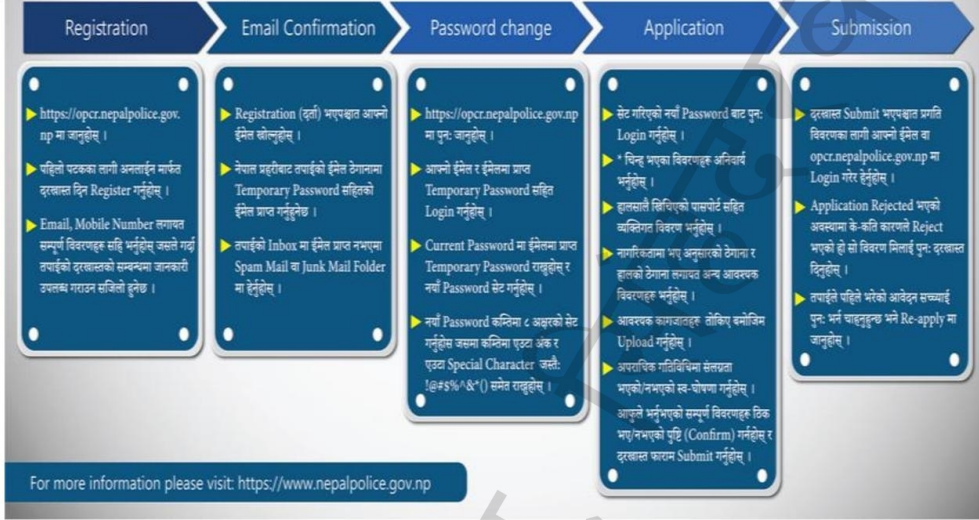 Registration
Email Confirmation
Password change
Application
Submission
https://opcr.nepalpolice.gov.
np मा जानुहोस् ।
पहिलो पटकका लागी अनलाईन मार्फत
दरखास्त दिन Register गर्नुहोस् ।
Email, Mobile Number लगायत
सम्पूर्ण विवरणहरू सहि भर्नुहोस् जसले गर्दा
तपाईको दरखास्तको सम्बन्धमा जानकारी
उपलब्ध गराउन सजिलो हुनेछ ।
Registration (दर्ता) भएपश्चात आफ्नो
ईमेल खोल्नुहोस् ।
नेपाल प्रहरीबाट तपाईको ईमेल ठेगानामा
Temporary Password सहितको
ईमेल प्राप्त गर्नुहुनेछ ।
तपाईको Inbox मा ईमेल प्राप्त नभएमा
Spam Mail वा Junk Mail Folder
मा हेर्नुहोस् ।
https://opcr.nepalpolice.gov.np
मा पुन: जानुहोस् ।
आफ्नो ईमेल र ईमेलमा प्राप्त
Temporary Password सहित
Login गर्नुहोस् ।
Current Password मा ईमेलमा प्राप्त
Temporary Password राख्नुहोस् र
नयाँ Password सेट गर्नुहोस् ।
नयाँ Password कम्तिमा ८ अक्षरको सेट
गर्नुहोस जसमा कम्तिमा एउटा अंक र
एउटा Special Character जस्तै:
!@#$%^&*() समेत राख्नुहोस् ।
सेट गरिएको नयाँ Password बाट पुन:
Login गर्नुहोस् ।
* चिन्ह भएका विवरणहरू अनिवार्य
भर्नुहोस् ।
हालसालै खिचिएको पासपोर्ट सहित
व्यक्तिगत विवरण भर्नुहोस् ।
नागरिकतामा भए अनुसारको ठेगाना र
हालको ठेगाना लगायत अन्य आवश्यक
विवरणहरू भर्नुहोस् ।
आवश्यक कागजातहरू तोकिए बमोजिम
Upload गर्नुहोस् ।
अपराधिक गतिविधिमा संलग्नता
भएको/नभएको स्व-घोषणा गर्नुहोस् ।
आफुले भर्नुभएको सम्पूर्ण विवरणहरू ठिक
भए/नभएको पुष्टि (Confirm) गर्नुहोस् र
दरखास्त फाराम Submit गर्नुहोस् ।
दरखास्त Submit भएपश्चात प्रगति
विवरणका लागी आफ्नो ईमेल वा
opcr.nepalpolice.gov.np मा
Login गरेर हेर्नुहोस् ।
Application Rejected भएको
अवस्थामा के-कति कारणले Reject
भएको हो सो विवरण मिलाई पुन: दरखास्त
दिनुहोस् ।
तपाईले पहिले भरेको आवेदन सच्च्याई
पुन: भर्न चाहनुहुन्छ भने Re-apply मा
जानुहोस् ।
For more information please visit: https://www.nepalpolice.gov.np